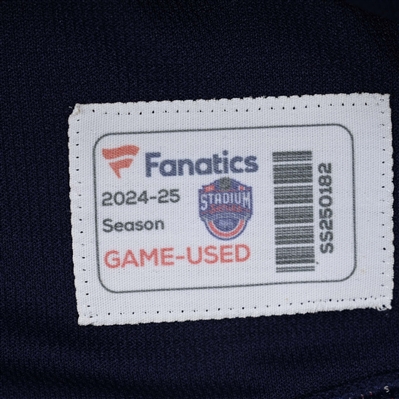 Fanatics
2024-25
Season
STADIUM
GAME-USED
SS250182